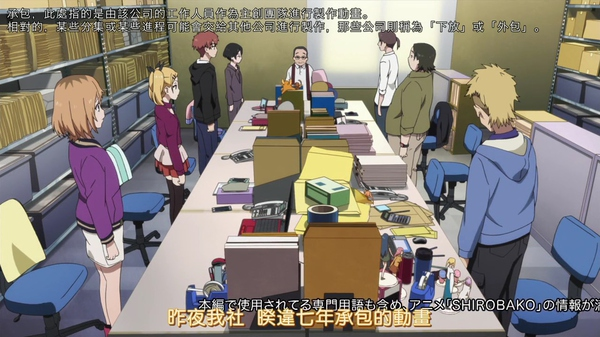 承包，此處指的是由該公司的工作人員作為主創團隊進行製作動畫。
相對的，某些分集或某些進程可能會交給其他公司進行製作，那些公司則稱為「下放」或「外包」。
本編で使用されてる専門用語も含め、アニメ「SHIROBAKO」の情報が
昨夜我社 睽違七年承包的動畫